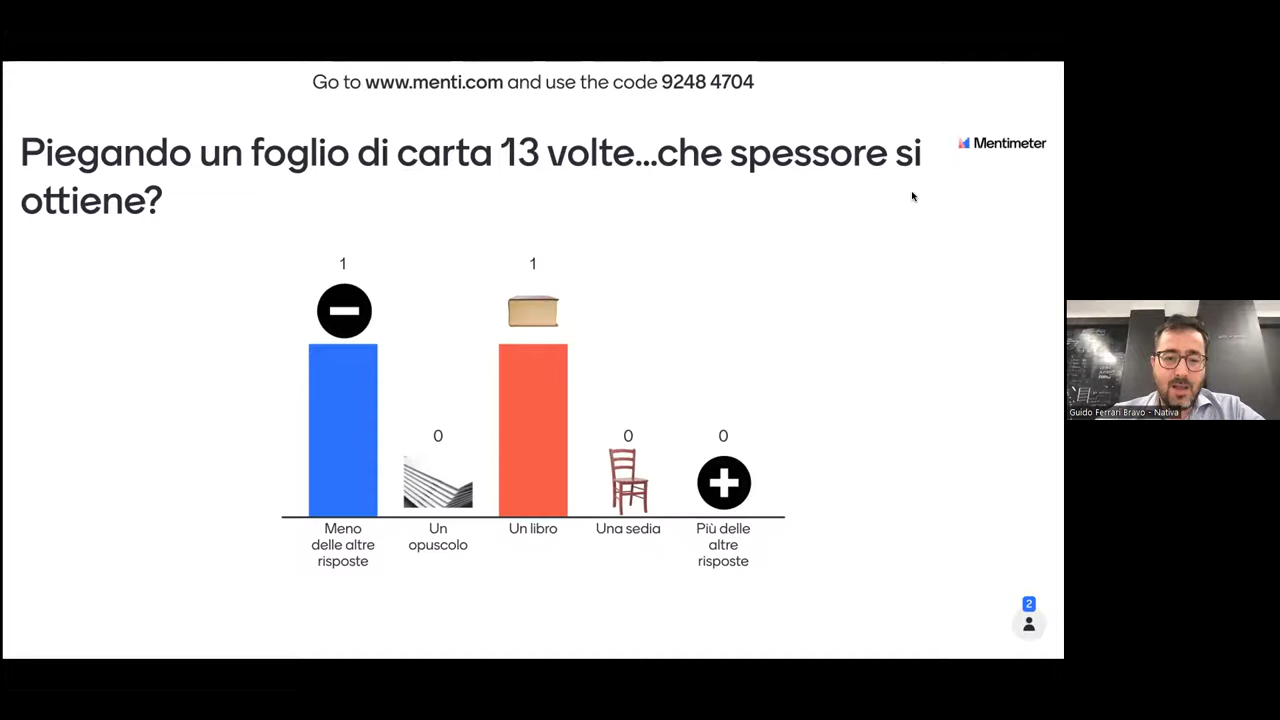 Go to www.menti.com and use the code 9248 4704
Piegando un foglio di carta 13 volte...che spessore si
ottiene?
Mentimeter
1
0
1
0
0
Meno
delle altre
risposte
Un
opuscolo
Un libro
Una sedia
Più delle
altre
risposte
2
Guido Ferrari Bravo - Nativa